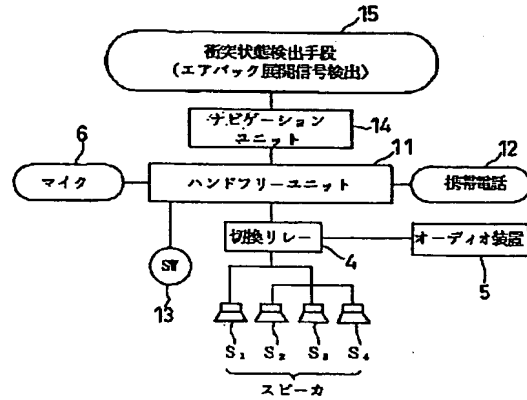 15
衝突状態検出手段
(エアバック展開信号検出)
ナビゲーション
ユニット
14
6
11
12
マイク
ハンドフリーユニット
携帯電話
切換リレー
4
オーディオ装置
5
SW
13
S₁
S₂
S₃
S₄
スピーカ